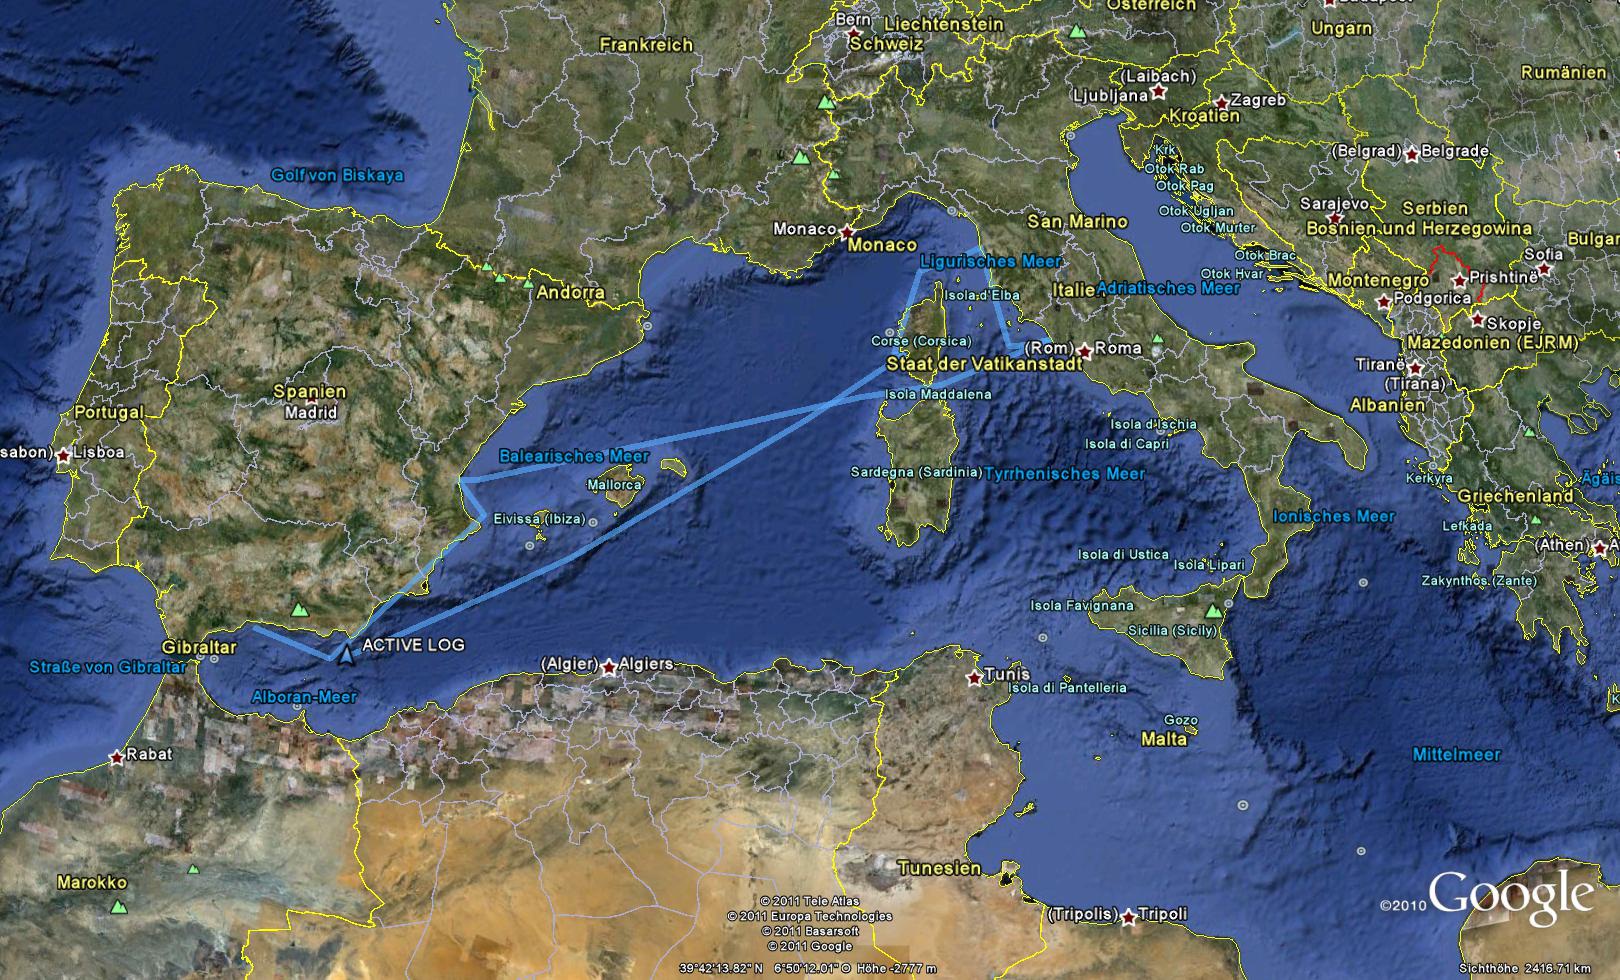 Österreich
Bern
Liechtenstein
Schweiz
Frankreich
Ungarn
Rumänien
(Laibach)
Ljubljana
Zagreb
Kroatien
(Belgrad) Belgrade
Krk
Otok Rab
Otok Pag
Otok Ugljan
Otok Murter
Golf von Biskaya
Sarajevo
Serbien
Bosnien und Herzegowina
San Marino
Monaco
Monaco
Bulgar
Sofia
Otok Brac
Otok Hvar
Ligurisches Meer
Montenegro
Prishtinë
Podgorica
Andorra
Isola d'Elba
Italie
Adriatisches Meer
Skopje
Mazedonien (EJRM)
Corse (Corsica)
(Rom) Roma
Staat der Vatikanstadt
Tiranë
(Tirana)
Spanien
Madrid
Isola Maddalena
Albanien
Portugal
Isola d'Ischia
Isola di Capri
sabon) Lisboa
Balearisches Meer
Mallorca
Sardegna (Sardinia)
Tyrrhenisches Meer
Kerkyra
Ägäis
Griechenland
Eivissa (Ibiza)
Ionisches Meer
Lefkada
(Athen) A
Isola di Ustica
Isola Lipari
Zakynthos (Zante)
Isola Favignana
Sicilia (Sicily)
Gibraltar
ACTIVE LOG
Straße von Gibraltar
(Algier) Algiers
Tunis
Isola di Pantelleria
Alboran-Meer
Gozo
Malta
Rabat
Mittelmeer
Tunesien
Marokko
(Tripolis) Tripoli
© 2011 Tele Atlas
© 2011 Europa Technologies
© 2011 Basarsoft
© 2011 Google
©2010 Google
39°42'13.82" N 6°50'12.01" O Höhe -2777 m
Sichthöhe 2416.71 km